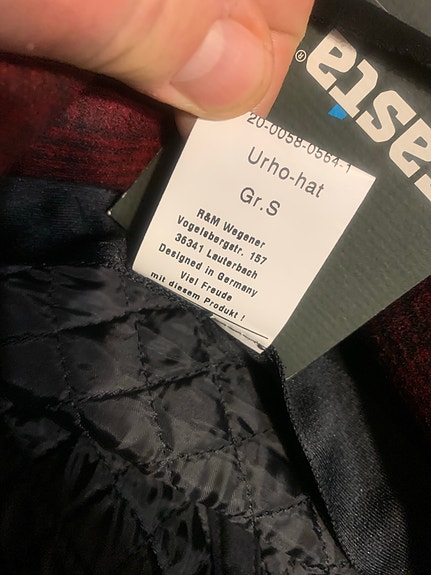 asta®
20-0058-0564-1
Urho-hat
Gr.S
R&M Wegener
Vogelsbergstr. 157
36341 Lauterbach
Designed in Germany
Viel Freude
mit diesem Produkt !